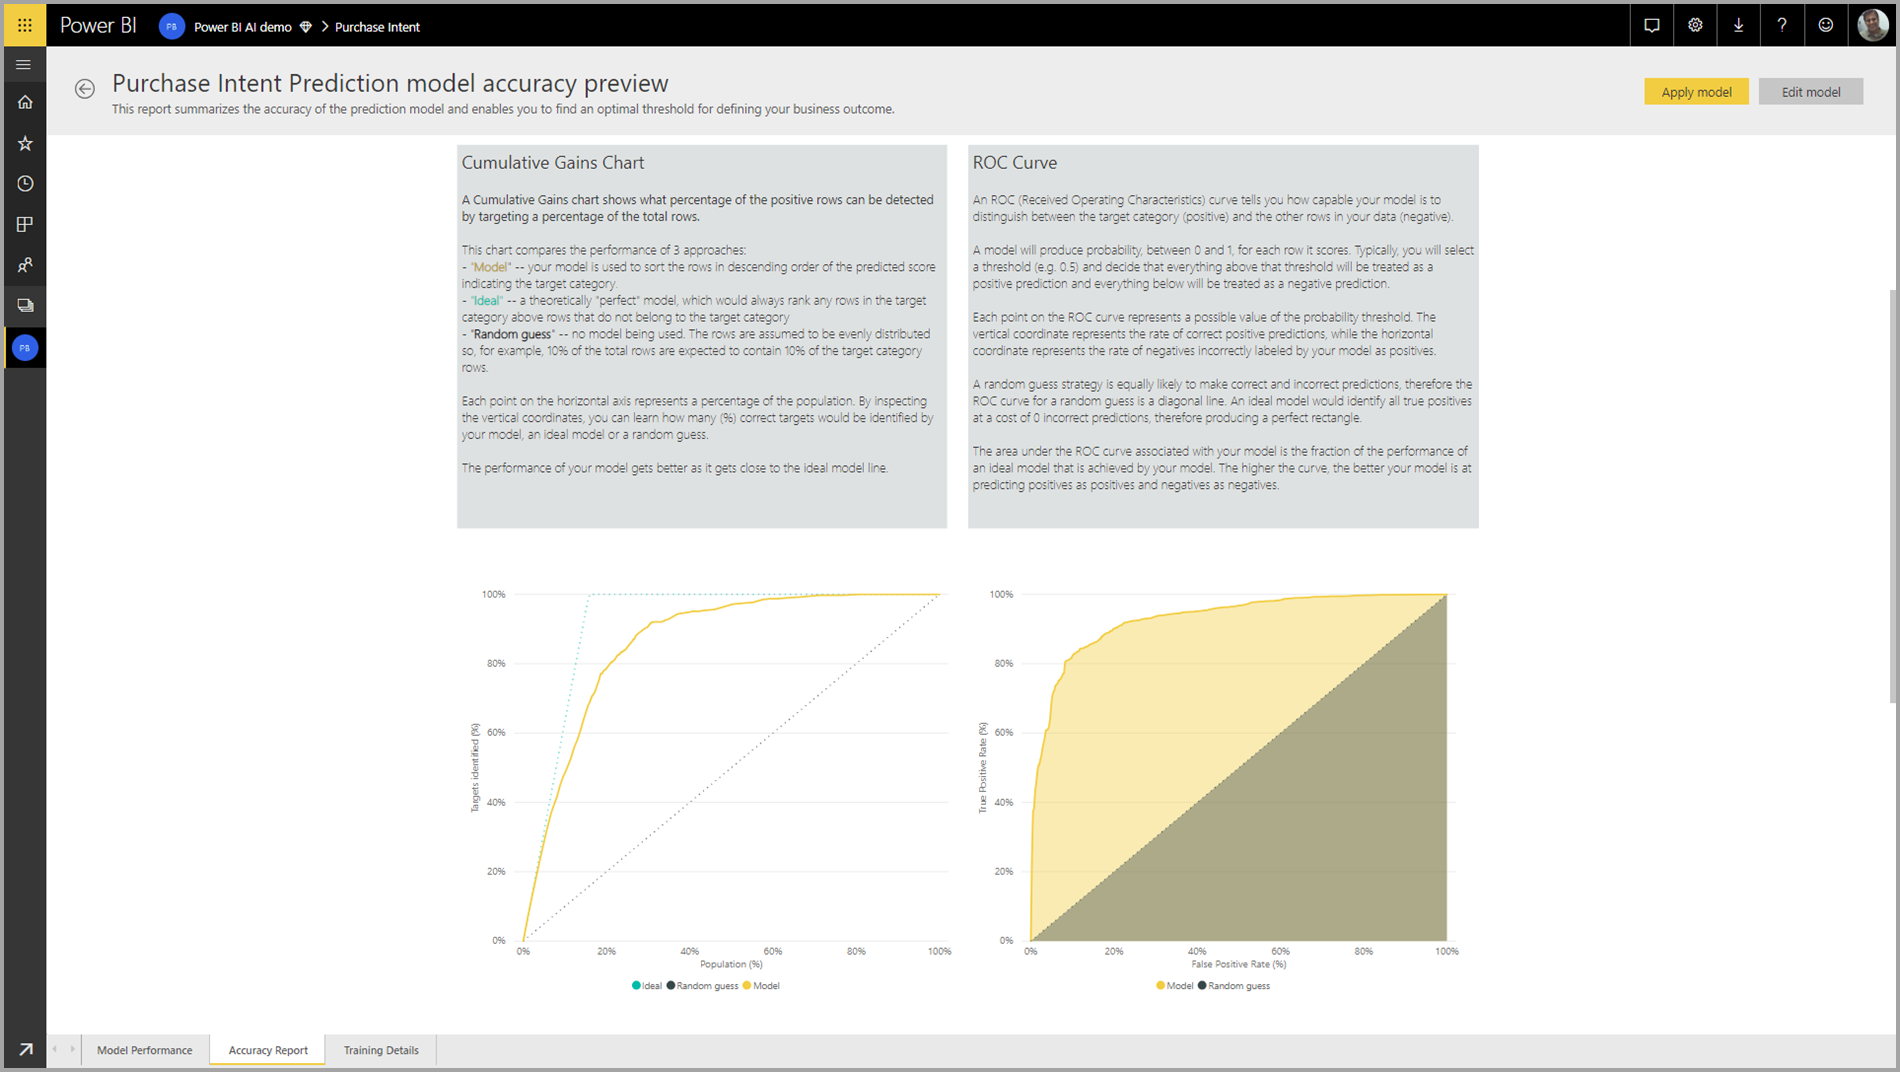 Power BI
PB
Power BI AI demo
Purchase Intent
?
Purchase Intent Prediction model accuracy preview
This report summarizes the accuracy of the prediction model and enables you to find an optimal threshold for defining your business outcome.
Apply model
Edit model
PB
Cumulative Gains Chart
A Cumulative Gains chart shows what percentage of the positive rows can be detected
by targeting a percentage of the total rows.
This chart compares the performance of 3 approaches:
- "Model" -- your model is used to sort the rows in descending order of the predicted score
indicating the target category.
- "Ideal" -- a theoretically "perfect" model, which would always rank any rows in the target
category above rows that do not belong to the target category
- "Random guess" -- no model being used. The rows are assumed to be evenly distributed
so, for example, 10% of the total rows are expected to contain 10% of the target category
rows.
Each point on the horizontal axis represents a percentage of the population. By inspecting
the vertical coordinates, you can learn how many (%) correct targets would be identified by
your model, an ideal model or a random guess.
The performance of your model gets better as it gets close to the ideal model line.
ROC Curve
An ROC (Received Operating Characteristics) curve tells you how capable your model is to
distinguish between the target category (positive) and the other rows in your data (negative).
A model will produce probability, between 0 and 1, for each row it scores. Typically, you will select
a threshold (e.g. 0.5) and decide that everything above that threshold will be treated as a
positive prediction and everything below will be treated as a negative prediction.
Each point on the ROC curve represents a possible value of the probability threshold. The
vertical coordinate represents the rate of correct positive predictions, while the horizontal
coordinate represents the rate of negatives incorrectly labeled by your model as positives.
A random guess strategy is equally likely to make correct and incorrect predictions, therefore the
ROC curve for a random guess is a diagonal line. An ideal model would identify all true positives
at a cost of 0 incorrect predictions, therefore producing a perfect rectangle.
The area under the ROC curve associated with your model is the fraction of the performance of
an ideal model that is achieved by your model. The higher the curve, the better your model is at
predicting positives as positives and negatives as negatives.
100%
80%
60%
40%
20%
0%
Targets identified (%)
0% 20% 40% 60% 80% 100%
Population (%)
Ideal Random guess Model
100%
80%
60%
40%
20%
0%
True Positive Rate (%)
0% 20% 40% 60% 80% 100%
False Positive Rate (%)
Model Random guess
Model Performance
Accuracy Report
Training Details